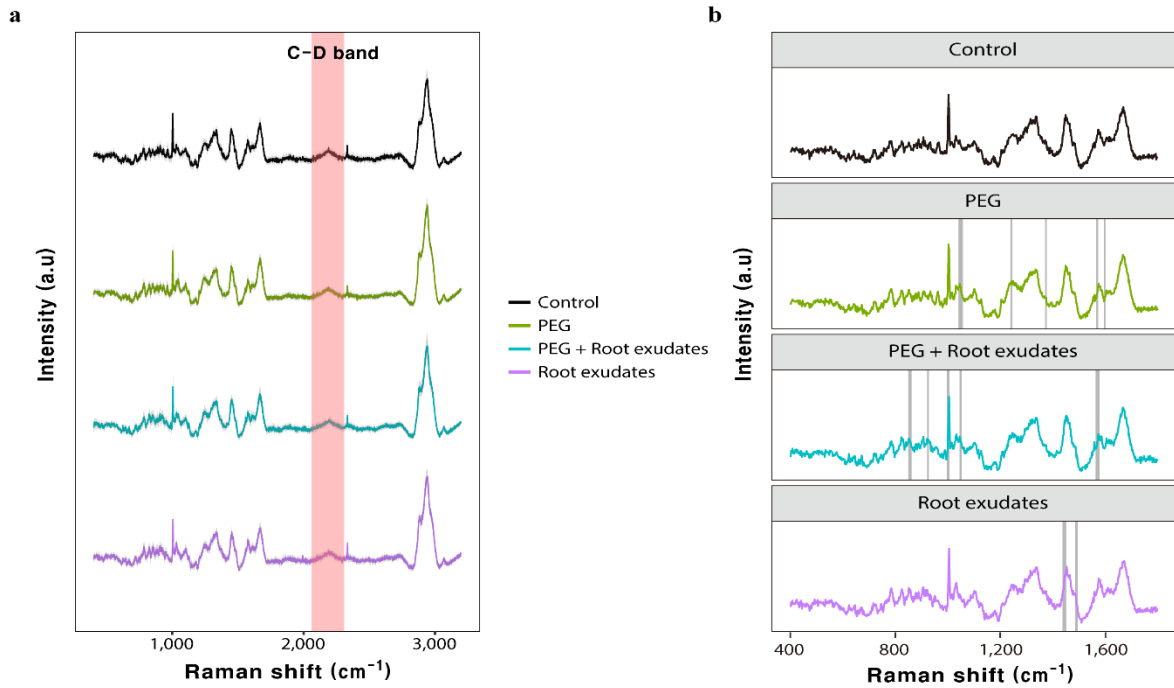 a
C-D band
Intensity (a.u)
1,000
2,000
3,000
Raman shift (cm⁻¹)
Control
PEG
PEG + Root exudates
Root exudates
b
Control
PEG
PEG + Root exudates
Root exudates
Intensity (a.u)
400
800
1,200
1,600
Raman shift (cm⁻¹)